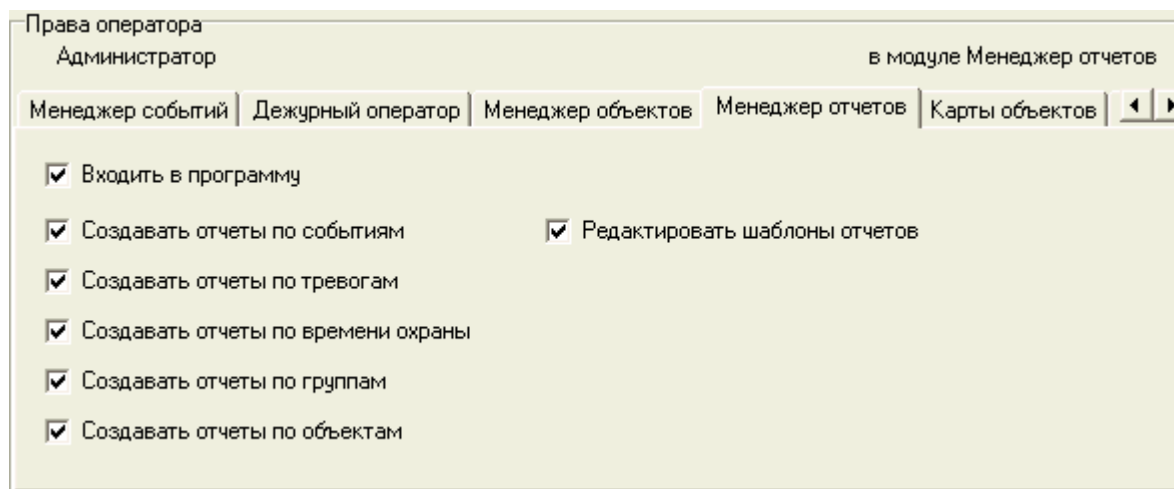 Права оператора
Администратор в модуле Менеджер отчетов
Менеджер событий Дежурный оператор Менеджер объектов Менеджер отчетов Карты объектов
Входить в программу
Создавать отчеты по событиям Редактировать шаблоны отчетов
Создавать отчеты по тревогам
Создавать отчеты по времени охраны
Создавать отчеты по группам
Создавать отчеты по объектам